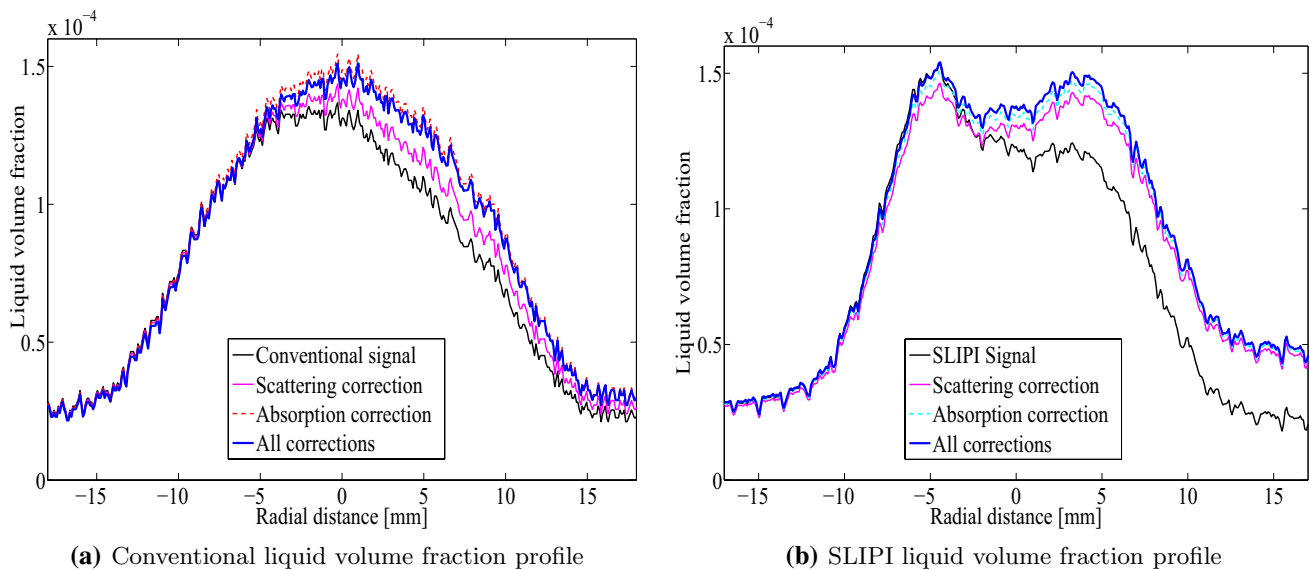 x 10⁻⁴
1.5
1
0.5
0
Liquid volume fraction
−15 −10 −5 0 5 10 15
Radial distance [mm]
Conventional signal
Scattering correction
Absorption correction
All corrections
(a) Conventional liquid volume fraction profile
x 10⁻⁴
1.5
1
0.5
0
Liquid volume fraction
−15 −10 −5 0 5 10 15
Radial distance [mm]
SLIPI Signal
Scattering correction
Absorption correction
All corrections
(b) SLIPI liquid volume fraction profile